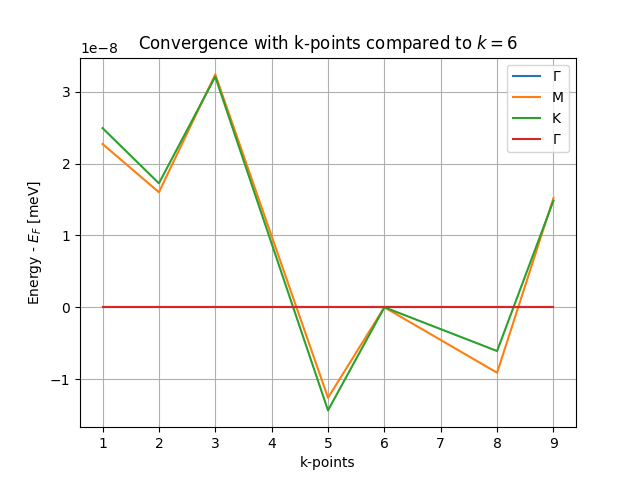 Convergence with k-points compared to k = 6
1e−8
Energy - E_F [meV]
3
2
1
0
−1
1 2 3 4 5 6 7 8 9
k-points
Γ
M
K
Γ